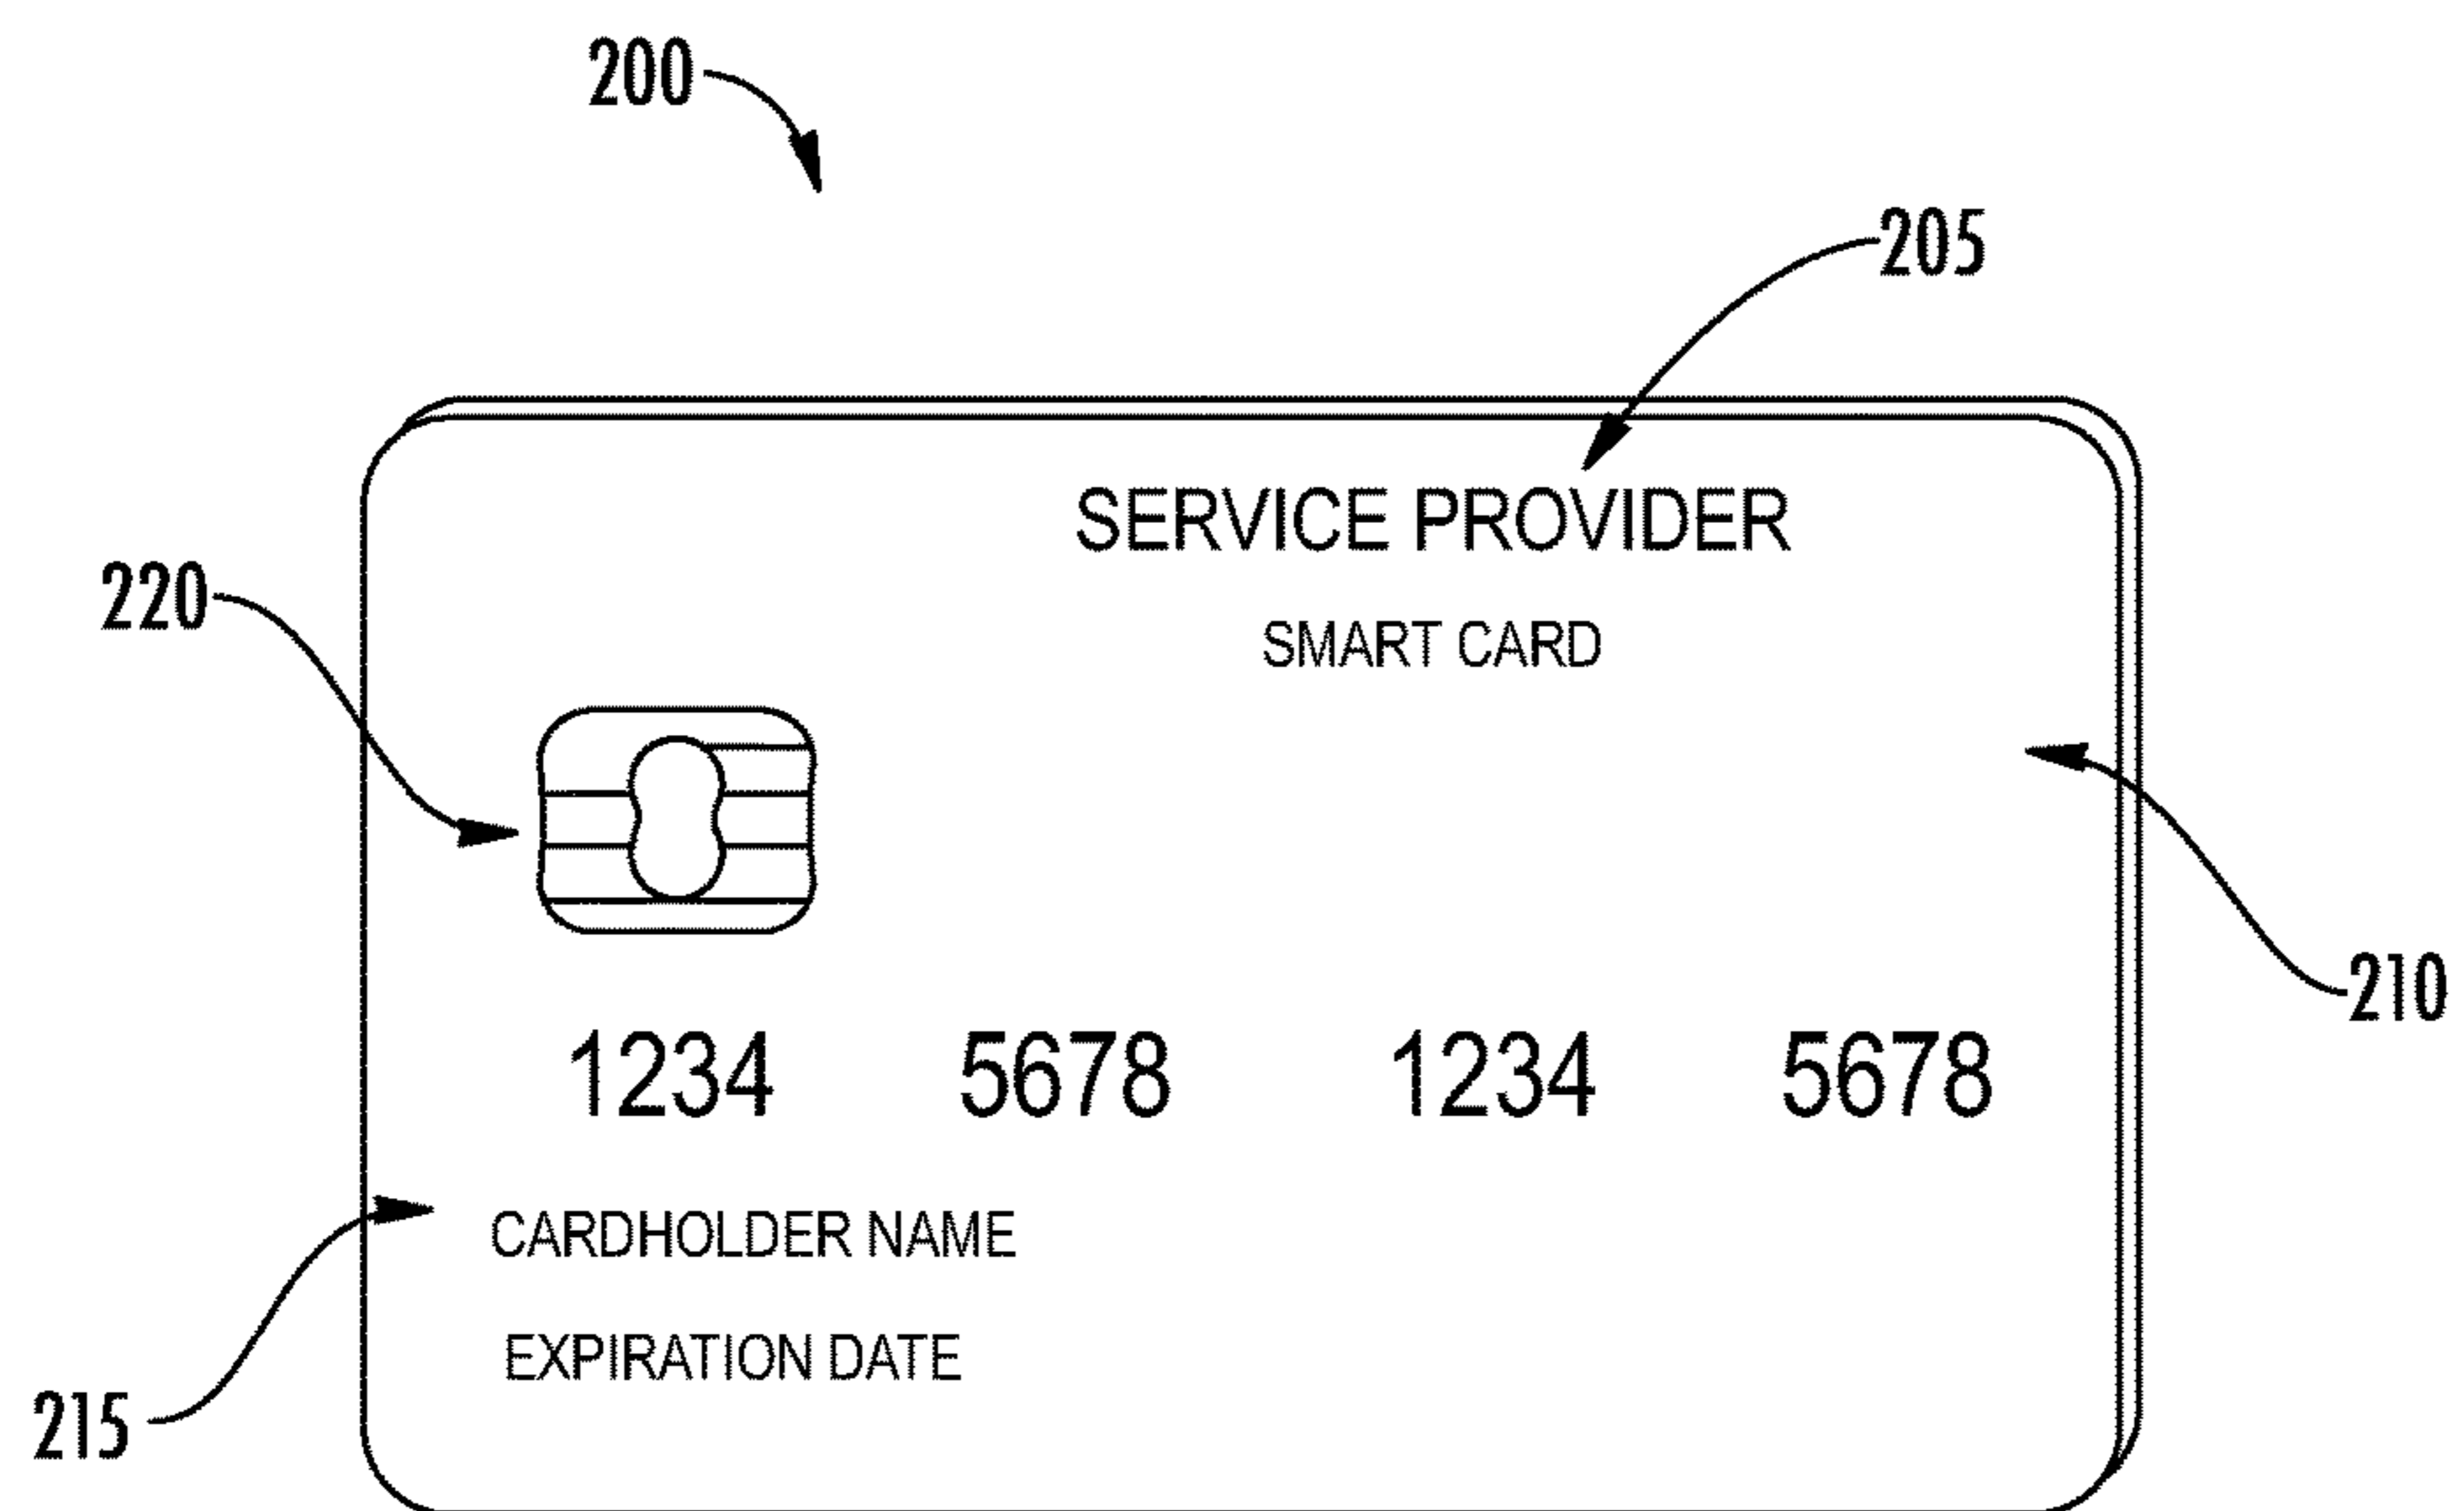 200
205
SERVICE PROVIDER
220
SMART CARD
210
1234 5678 1234 5678
CARDHOLDER NAME
EXPIRATION DATE
215